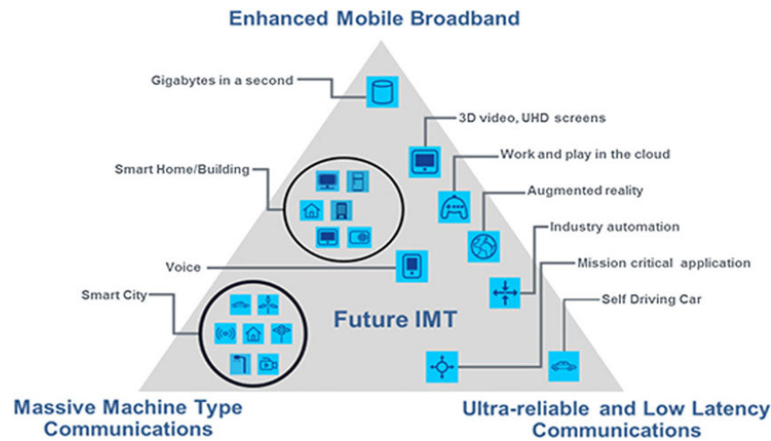 Enhanced Mobile Broadband
Gigabytes in a second
3D video, UHD screens
Work and play in the cloud
Smart Home/Building
Augmented reality
Industry automation
Voice
Mission critical application
Smart City
Self Driving Car
Future IMT
Massive Machine Type
Communications
Ultra-reliable and Low Latency
Communications